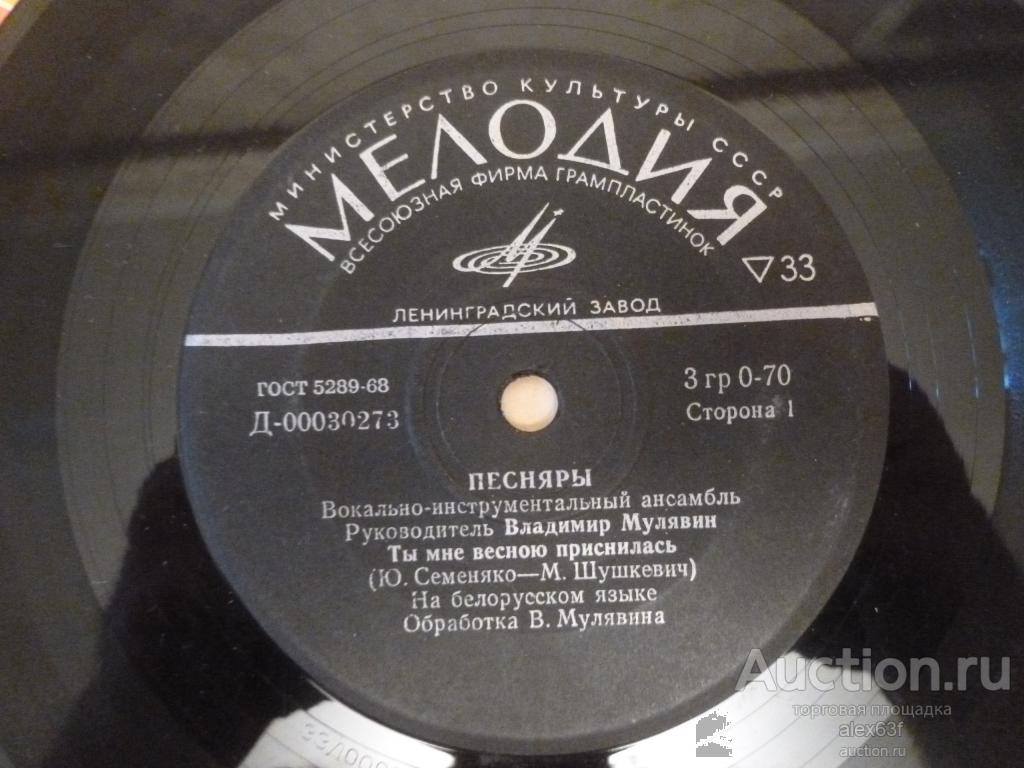 МИНИСТЕРСТВО КУЛЬТУРЫ СССР
МЕЛОДИЯ
ВСЕСОЮЗНАЯ ФИРМА ГРАМПЛАСТИНОК
▽33
ЛЕНИНГРАДСКИЙ ЗАВОД
ГОСТ 5289-68
Д-00030273
3 гр 0-70
Сторона 1
ПЕСНЯРЫ
Вокально-инструментальный ансамбль
Руководитель Владимир Мулявин
Ты мне весною приснилась
(Ю. Семеняко—М. Шушкевич)
На белорусском языке
Обработка В. Мулявина
Auction.ru
торговая площадка
alex63f
auction.ru